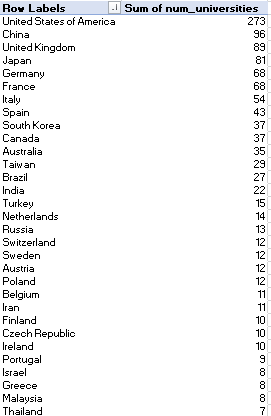 Row Labels Sum of num_universities
United States of America 273
China 96
United Kingdom 89
Japan 81
Germany 68
France 68
Italy 54
Spain 43
South Korea 37
Canada 37
Australia 35
Taiwan 29
Brazil 27
India 22
Turkey 15
Netherlands 14
Russia 13
Switzerland 12
Sweden 12
Austria 12
Poland 12
Belgium 11
Iran 11
Finland 10
Czech Republic 10
Ireland 10
Portugal 9
Israel 8
Greece 8
Malaysia 8
Thailand 7